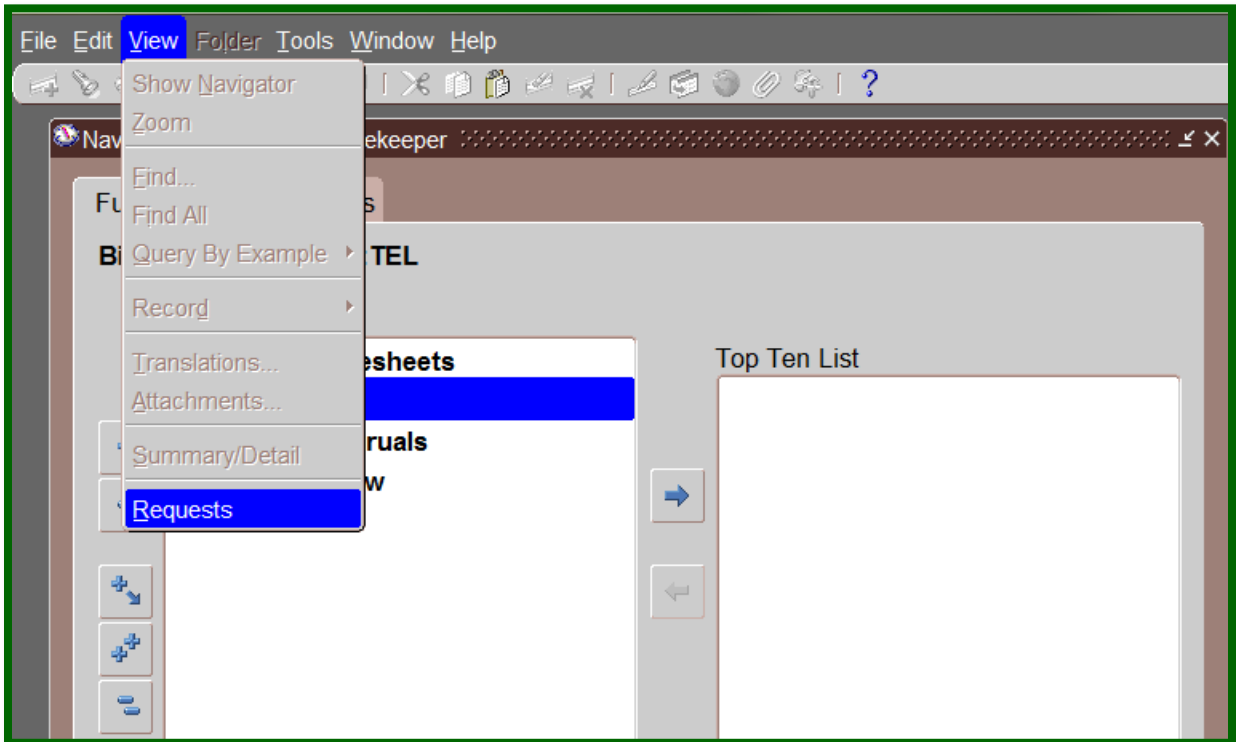 File Edit View Folder Tools Window Help
Show Navigator
?
Zoom
Nav
ekeeper
Find...
Fu
s
Find All
Bi
Query By Example
TEL
Record
Translations...
esheets
Top Ten List
Attachments...
Summary/Detail
ruals
w
Requests